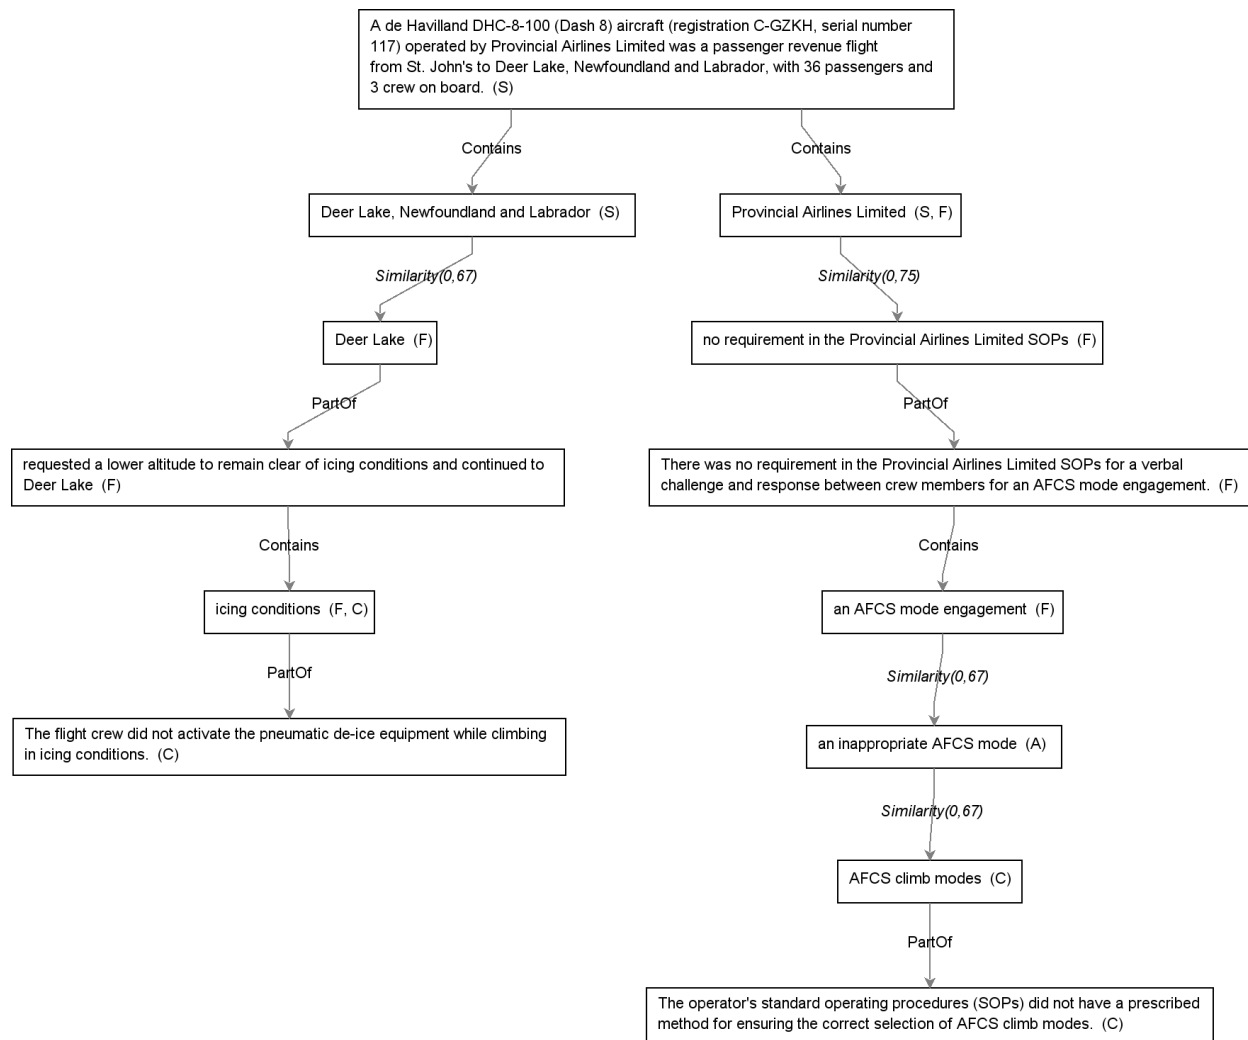 A de Havilland DHC-8-100 (Dash 8) aircraft (registration C-GZKH, serial number
117) operated by Provincial Airlines Limited was a passenger revenue flight
from St. John's to Deer Lake, Newfoundland and Labrador, with 36 passengers and
3 crew on board.  (S)
Contains
Contains
Deer Lake, Newfoundland and Labrador  (S)
Provincial Airlines Limited  (S, F)
Similarity(0,67)
Similarity(0,75)
Deer Lake  (F)
no requirement in the Provincial Airlines Limited SOPs  (F)
PartOf
PartOf
requested a lower altitude to remain clear of icing conditions and continued to
Deer Lake  (F)
There was no requirement in the Provincial Airlines Limited SOPs for a verbal
challenge and response between crew members for an AFCS mode engagement.  (F)
Contains
Contains
icing conditions  (F, C)
an AFCS mode engagement  (F)
PartOf
Similarity(0,67)
The flight crew did not activate the pneumatic de-ice equipment while climbing
in icing conditions.  (C)
an inappropriate AFCS mode  (A)
Similarity(0,67)
AFCS climb modes  (C)
PartOf
The operator's standard operating procedures (SOPs) did not have a prescribed
method for ensuring the correct selection of AFCS climb modes.  (C)